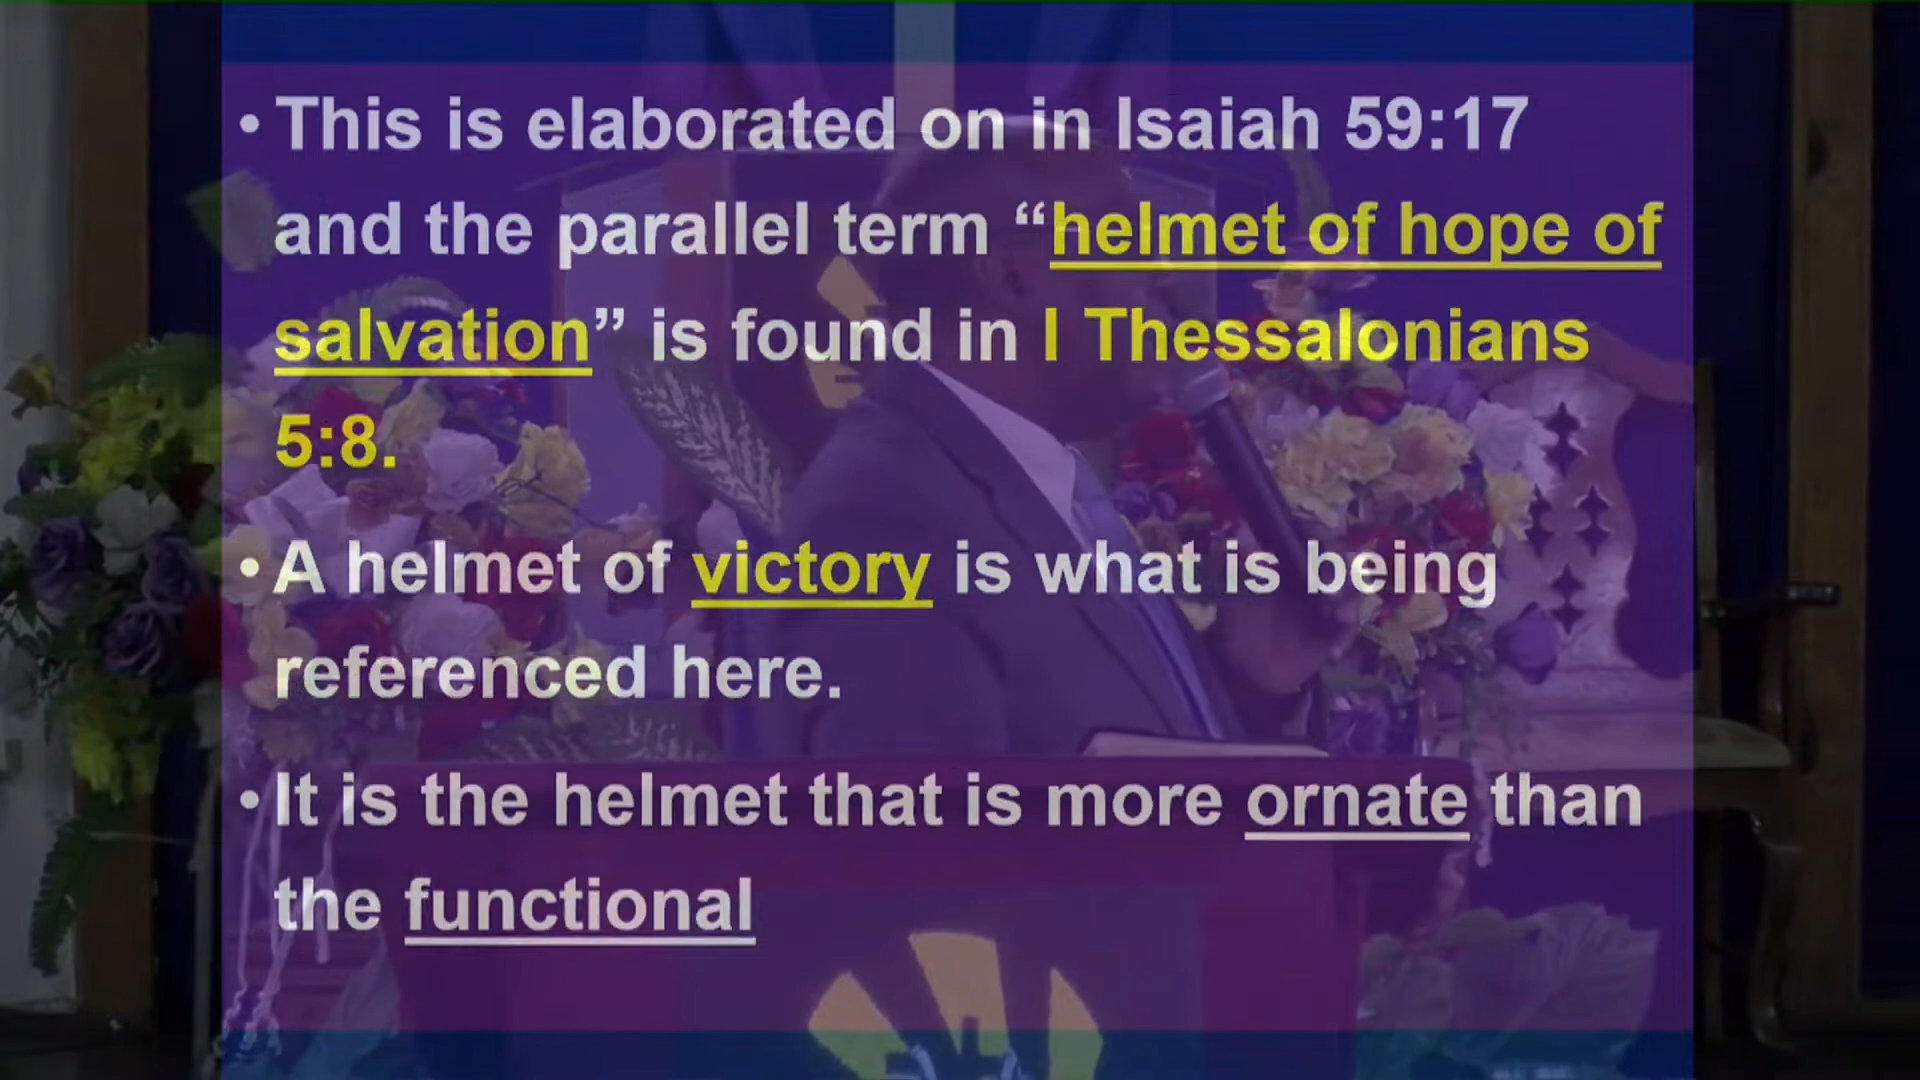 • This is elaborated on in Isaiah 59:17
and the parallel term “helmet of hope of
salvation” is found in I Thessalonians
5:8.
• A helmet of victory is what is being
referenced here.
• It is the helmet that is more ornate than
the functional